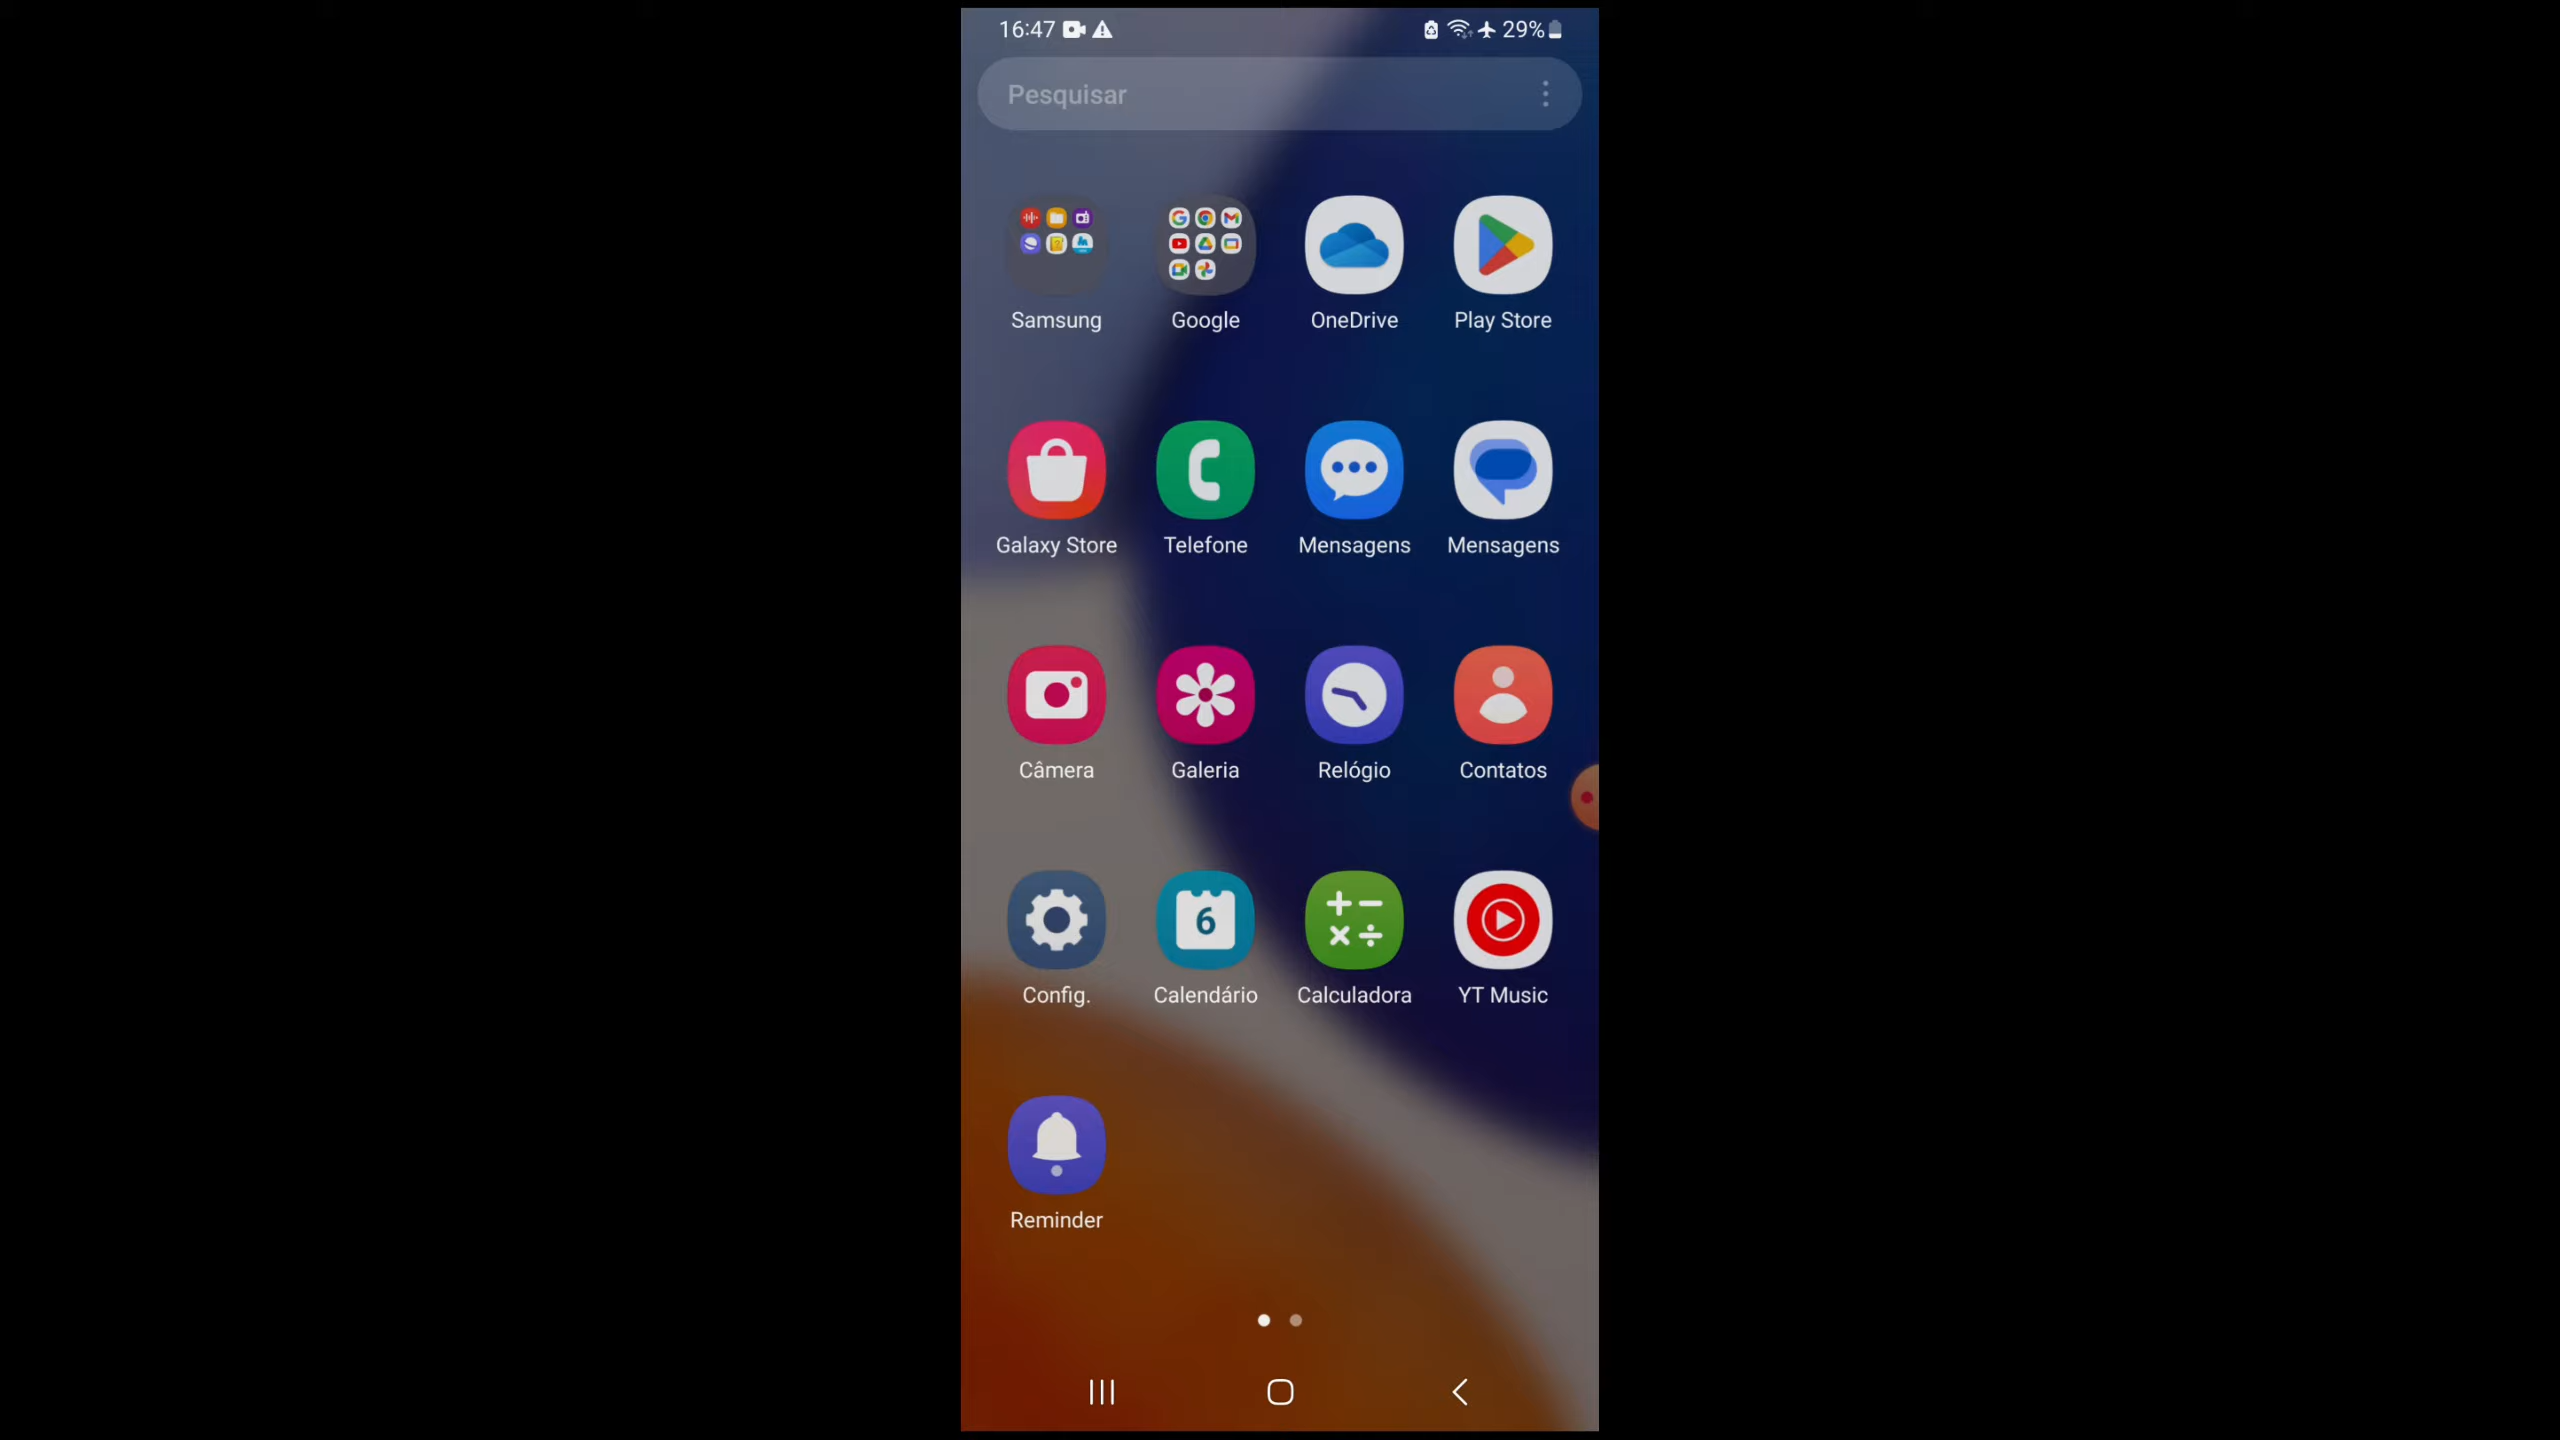 16:47 29%
Pesquisar
Samsung Google OneDrive Play Store
Galaxy Store Telefone Mensagens Mensagens
Câmera Galeria Relógio Contatos
6
Config. Calendário Calculadora YT Music
Reminder